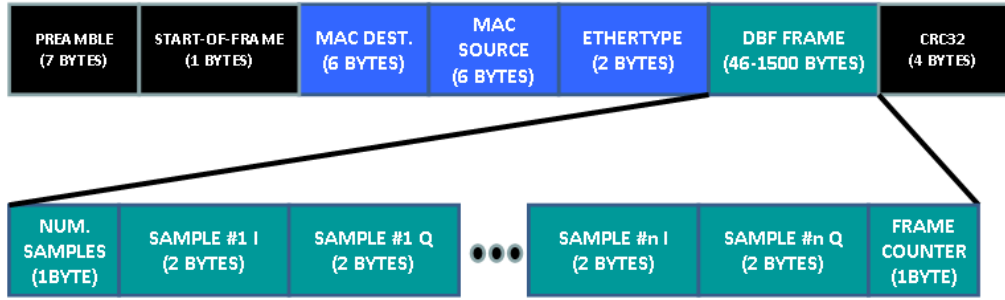 PREAMBLE
(7 BYTES)
START-OF-FRAME
(1 BYTES)
MAC DEST.
(6 BYTES)
MAC
SOURCE
(6 BYTES)
ETHERTYPE
(2 BYTES)
DBF FRAME
(46-1500 BYTES)
CRC32
(4 BYTES)
NUM.
SAMPLES
(1BYTE)
SAMPLE #1 I
(2 BYTES)
SAMPLE #1 Q
(2 BYTES)
SAMPLE #n I
(2 BYTES)
SAMPLE #n Q
(2 BYTES)
FRAME
COUNTER
(1BYTE)